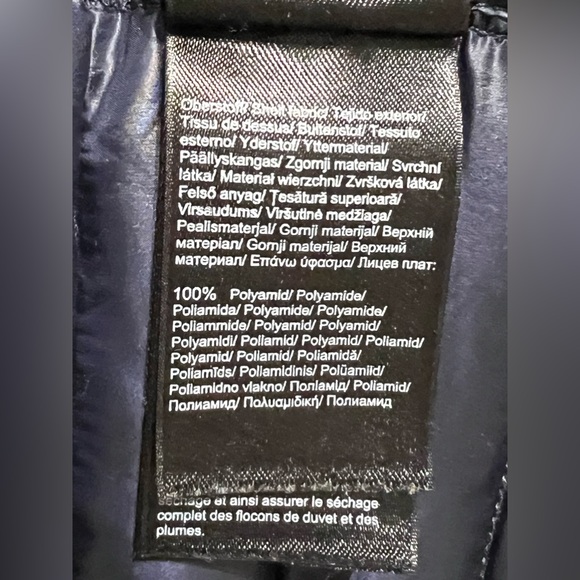 Oberstoff/ Shell fabric/ Tejido exterior/
Tissu de dessus/ Buitenstof/ Tessuto
esterno/ Yderstof/ Yttermaterial/
Päällyskangas/ Zgornji material/ Svrchní
látka/ Materiał wierzchni/ Zvršková látka/
Felső anyag/ Țesătură superioară/
Virsaudums/ Viršutinė medžiaga/
Pealismaterjal/ Gornji materijal/ Верхній
матеріал/ Gornji materijal/ Верхний
материал/ Επάνω ύφασμα/ Лицев плат:
100% Polyamid/ Polyamide/
Poliamida/ Polyamide/ Polyamide/
Poliammide/ Polyamid/ Polyamid/
Polyamidi/ Poliamid/ Polyamid/ Poliamid/
Polyamid/ Poliamid/ Poliamidă/
Poliamīds/ Poliamidinis/ Polüamiid/
Poliamidno vlakno/ Поліамід/ Poliamid/
Полиамид/ Πολυαμιδική/ Полиамид
séchage et ainsi assurer le séchage
complet des flocons de duvet et des
plumes.